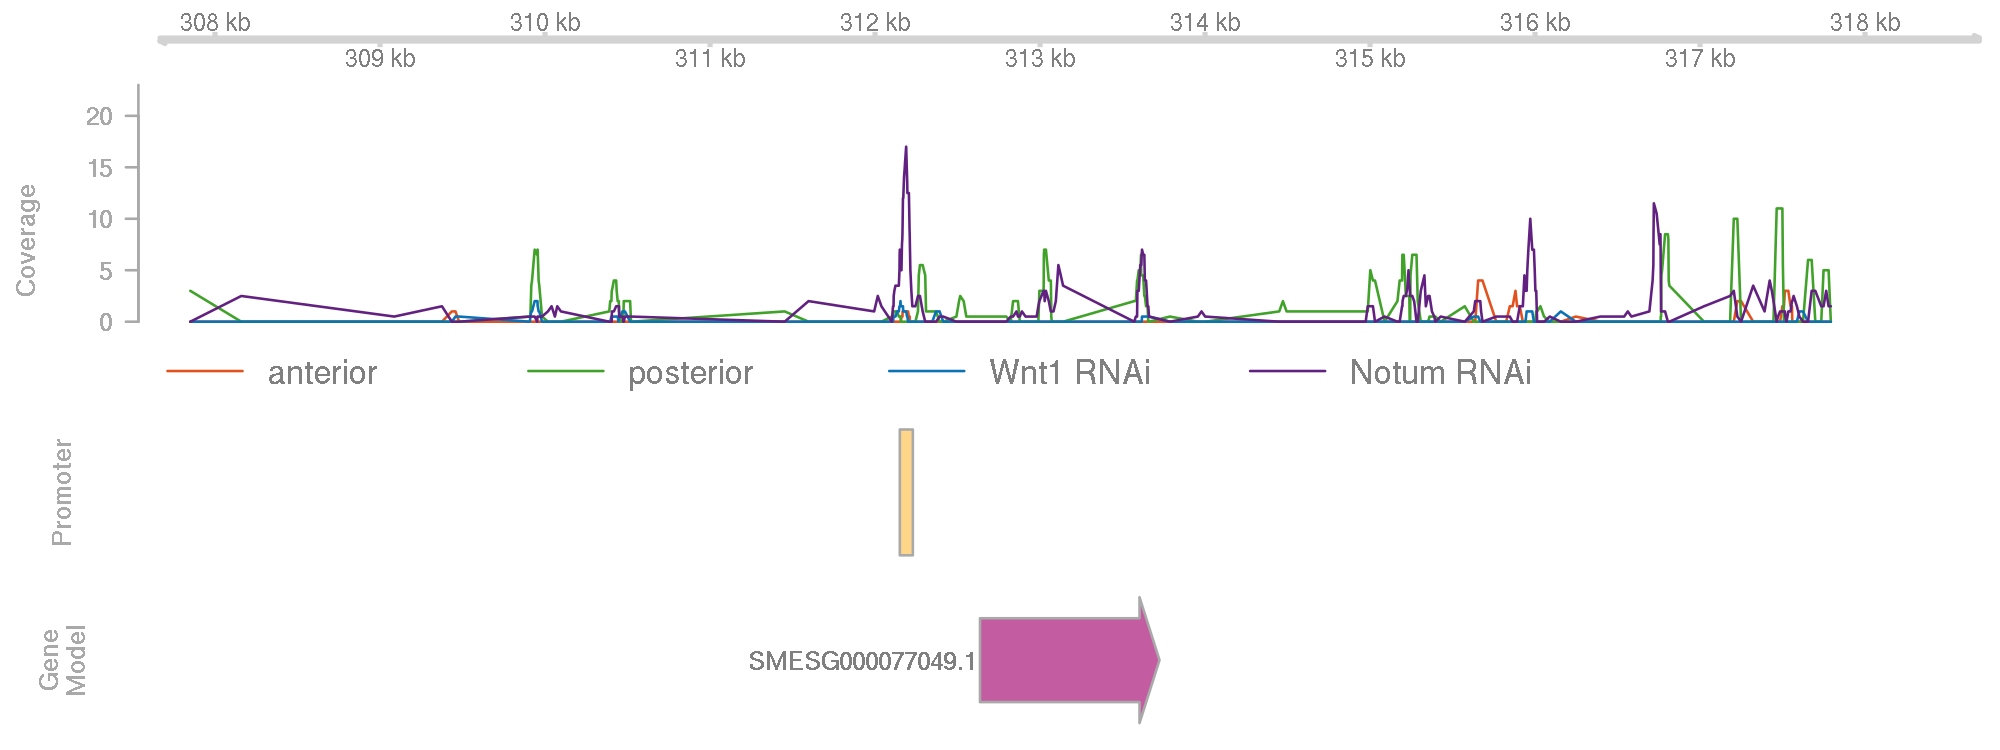 308 kb 310 kb 312 kb 314 kb 316 kb 318 kb
309 kb 311 kb 313 kb 315 kb 317 kb
Coverage
20
15
10
5
0
anterior posterior Wnt1 RNAi Notum RNAi
Promoter
Gene
Model
SMESG000077049.1